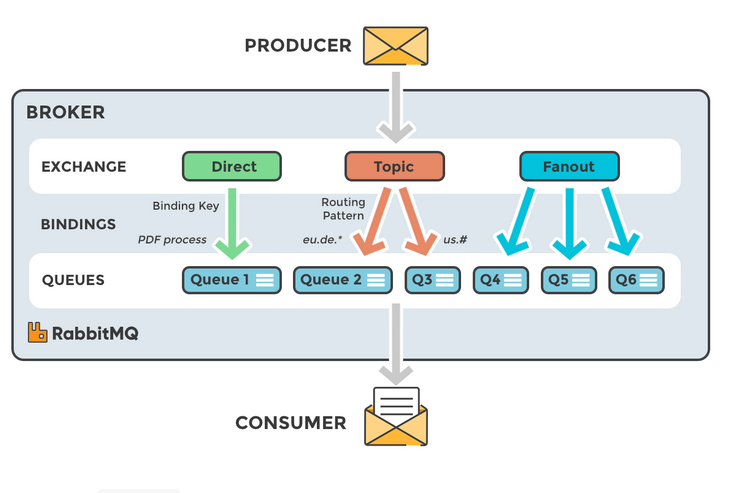 PRODUCER
BROKER
EXCHANGE
Direct
Topic
Fanout
Binding Key
Routing
Pattern
BINDINGS
PDF process
eu.de.*
us.#
QUEUES
Queue 1
Queue 2
Q3
Q4
Q5
Q6
RabbitMQ
CONSUMER